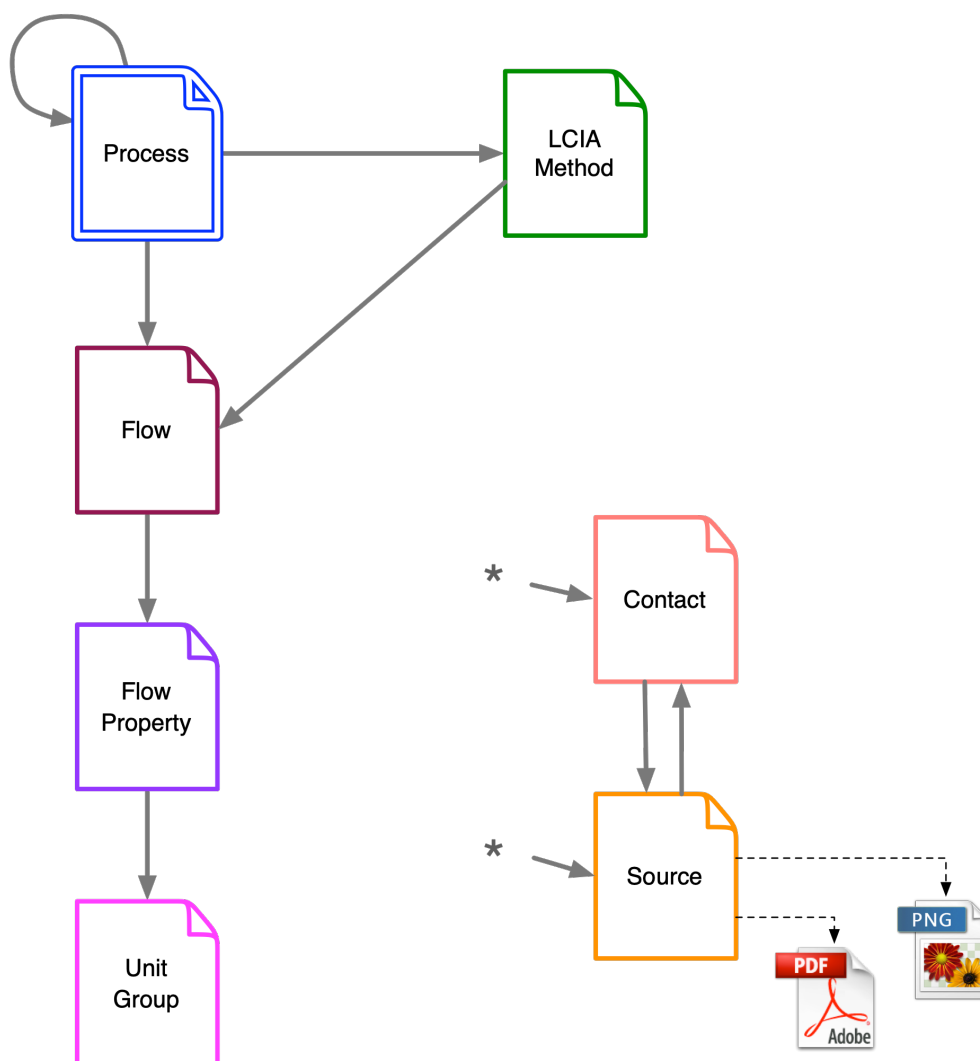 Process
LCIA
Method
Flow
*
Contact
Flow
Property
*
Source
PNG
PDF
Adobe
Unit
Group